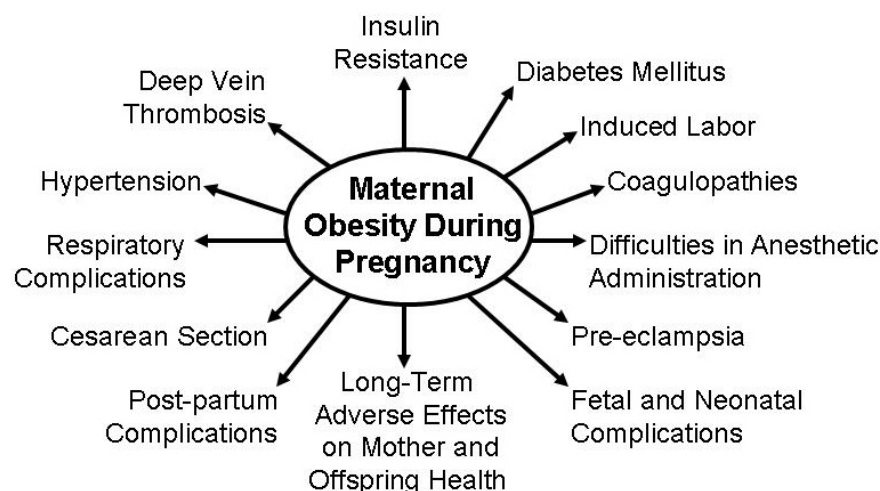 Insulin
Resistance
Diabetes Mellitus
Induced Labor
Coagulopathies
Difficulties in Anesthetic
Administration
Pre-eclampsia
Fetal and Neonatal
Complications
Long-Term
Adverse Effects
on Mother and
Offspring Health
Post-partum
Complications
Cesarean Section
Respiratory
Complications
Hypertension
Deep Vein
Thrombosis
Maternal
Obesity During
Pregnancy